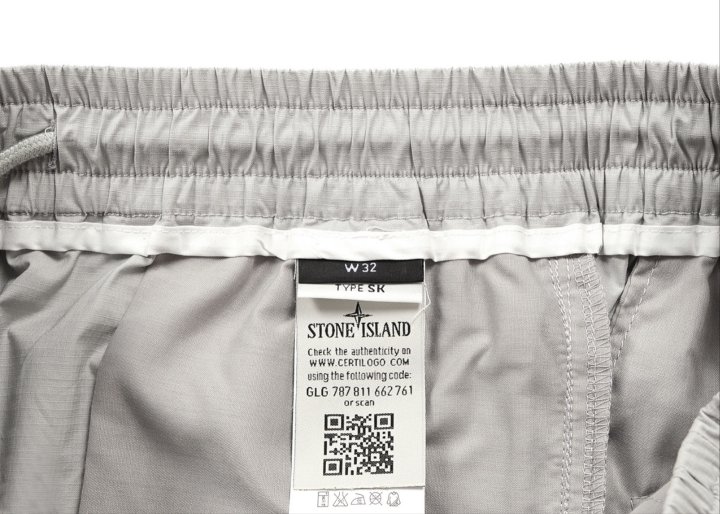 W 32
TYPE SK
STONE ISLAND
Check the authenticity on
WWW.CERTILOGO.COM
using the following code:
GLG 787 811 662 761
or scan